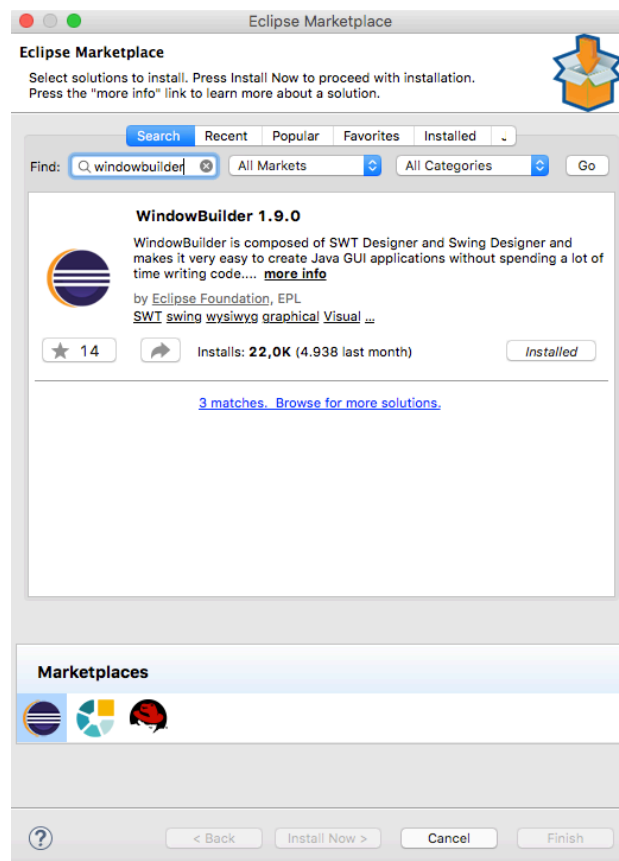 Eclipse Marketplace
Eclipse Marketplace
Select solutions to install. Press Install Now to proceed with installation.
Press the "more info" link to learn more about a solution.
Search Recent Popular Favorites Installed
Find: windowbuilder All Markets All Categories Go
WindowBuilder 1.9.0
WindowBuilder is composed of SWT Designer and Swing Designer and
makes it very easy to create Java GUI applications without spending a lot of
time writing code.... more info
by Eclipse Foundation, EPL
SWT swing wysiwyg graphical Visual ...
14 Installs: 22,0K (4.938 last month) Installed
3 matches. Browse for more solutions.
Marketplaces
? < Back Install Now > Cancel Finish